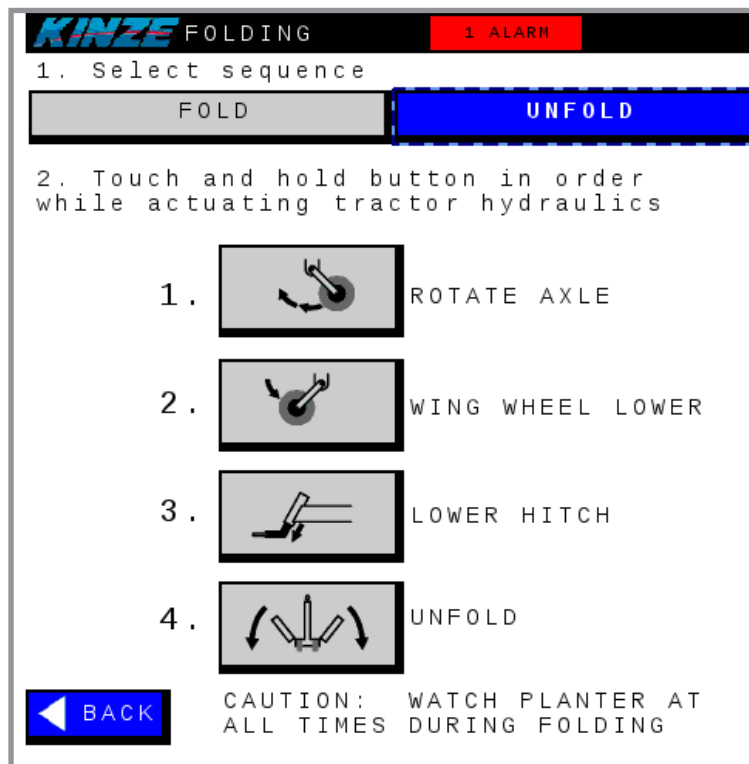 KINZE FOLDING 1 ALARM
1. Select sequence
FOLD UNFOLD
2. Touch and hold button in order
while actuating tractor hydraulics
1. ROTATE AXLE
2. WING WHEEL LOWER
3. LOWER HITCH
4. UNFOLD
BACK
CAUTION: WATCH PLANTER AT
ALL TIMES DURING FOLDING